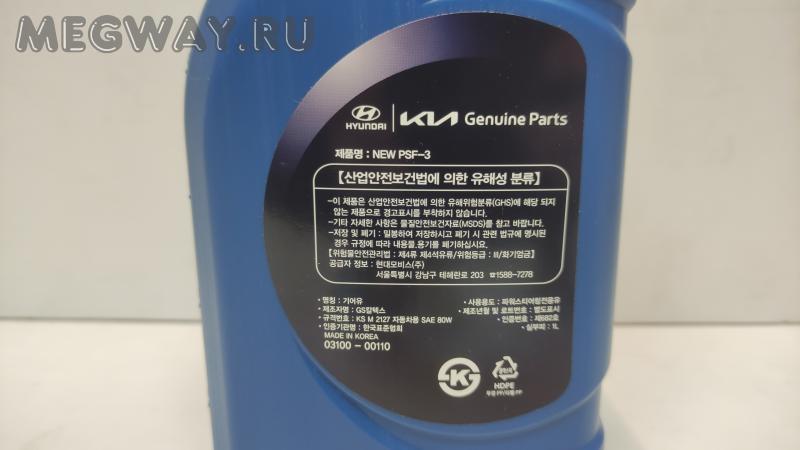 MEGWAY.RU
HYUNDAI KIA Genuine Parts
제품명 : NEW PSF-3
【산업안전보건법에 의한 유해성 분류】
-이 제품은 산업안전보건법에 의한 유해위험분류(GHS)에 해당 되지
않는 제품으로 경고표시를 부착하지 않습니다.
-기타 자세한 사항은 물질안전보건자료(MSDS)를 참고 바랍니다.
-저장 및 폐기 : 밀봉하여 저장하시고 폐기 시 관련 법규에 명시된
경우 규정에 따라 내용물,용기를 폐기하십시오.
【위험물안전관리법 : 제4류 제4석유류/위험등급 : III/화기엄금】
공급자 정보 : 현대모비스(주)
서울특별시 강남구 테헤란로 203 ☎1588-7278
• 명칭 : 기어유
• 제조자명 : GS칼텍스
• 규격번호 : KS M 2127 자동차용 SAE 80W
• 인증기관명 : 한국표준협회
MADE IN KOREA
03100-00110
• 사용용도 : 파워스티어링전용유
• 제조년월 및 로트번호 : 별도표시
• 인증번호 : 제682호
• 실부피 : 1L
K
HDPE